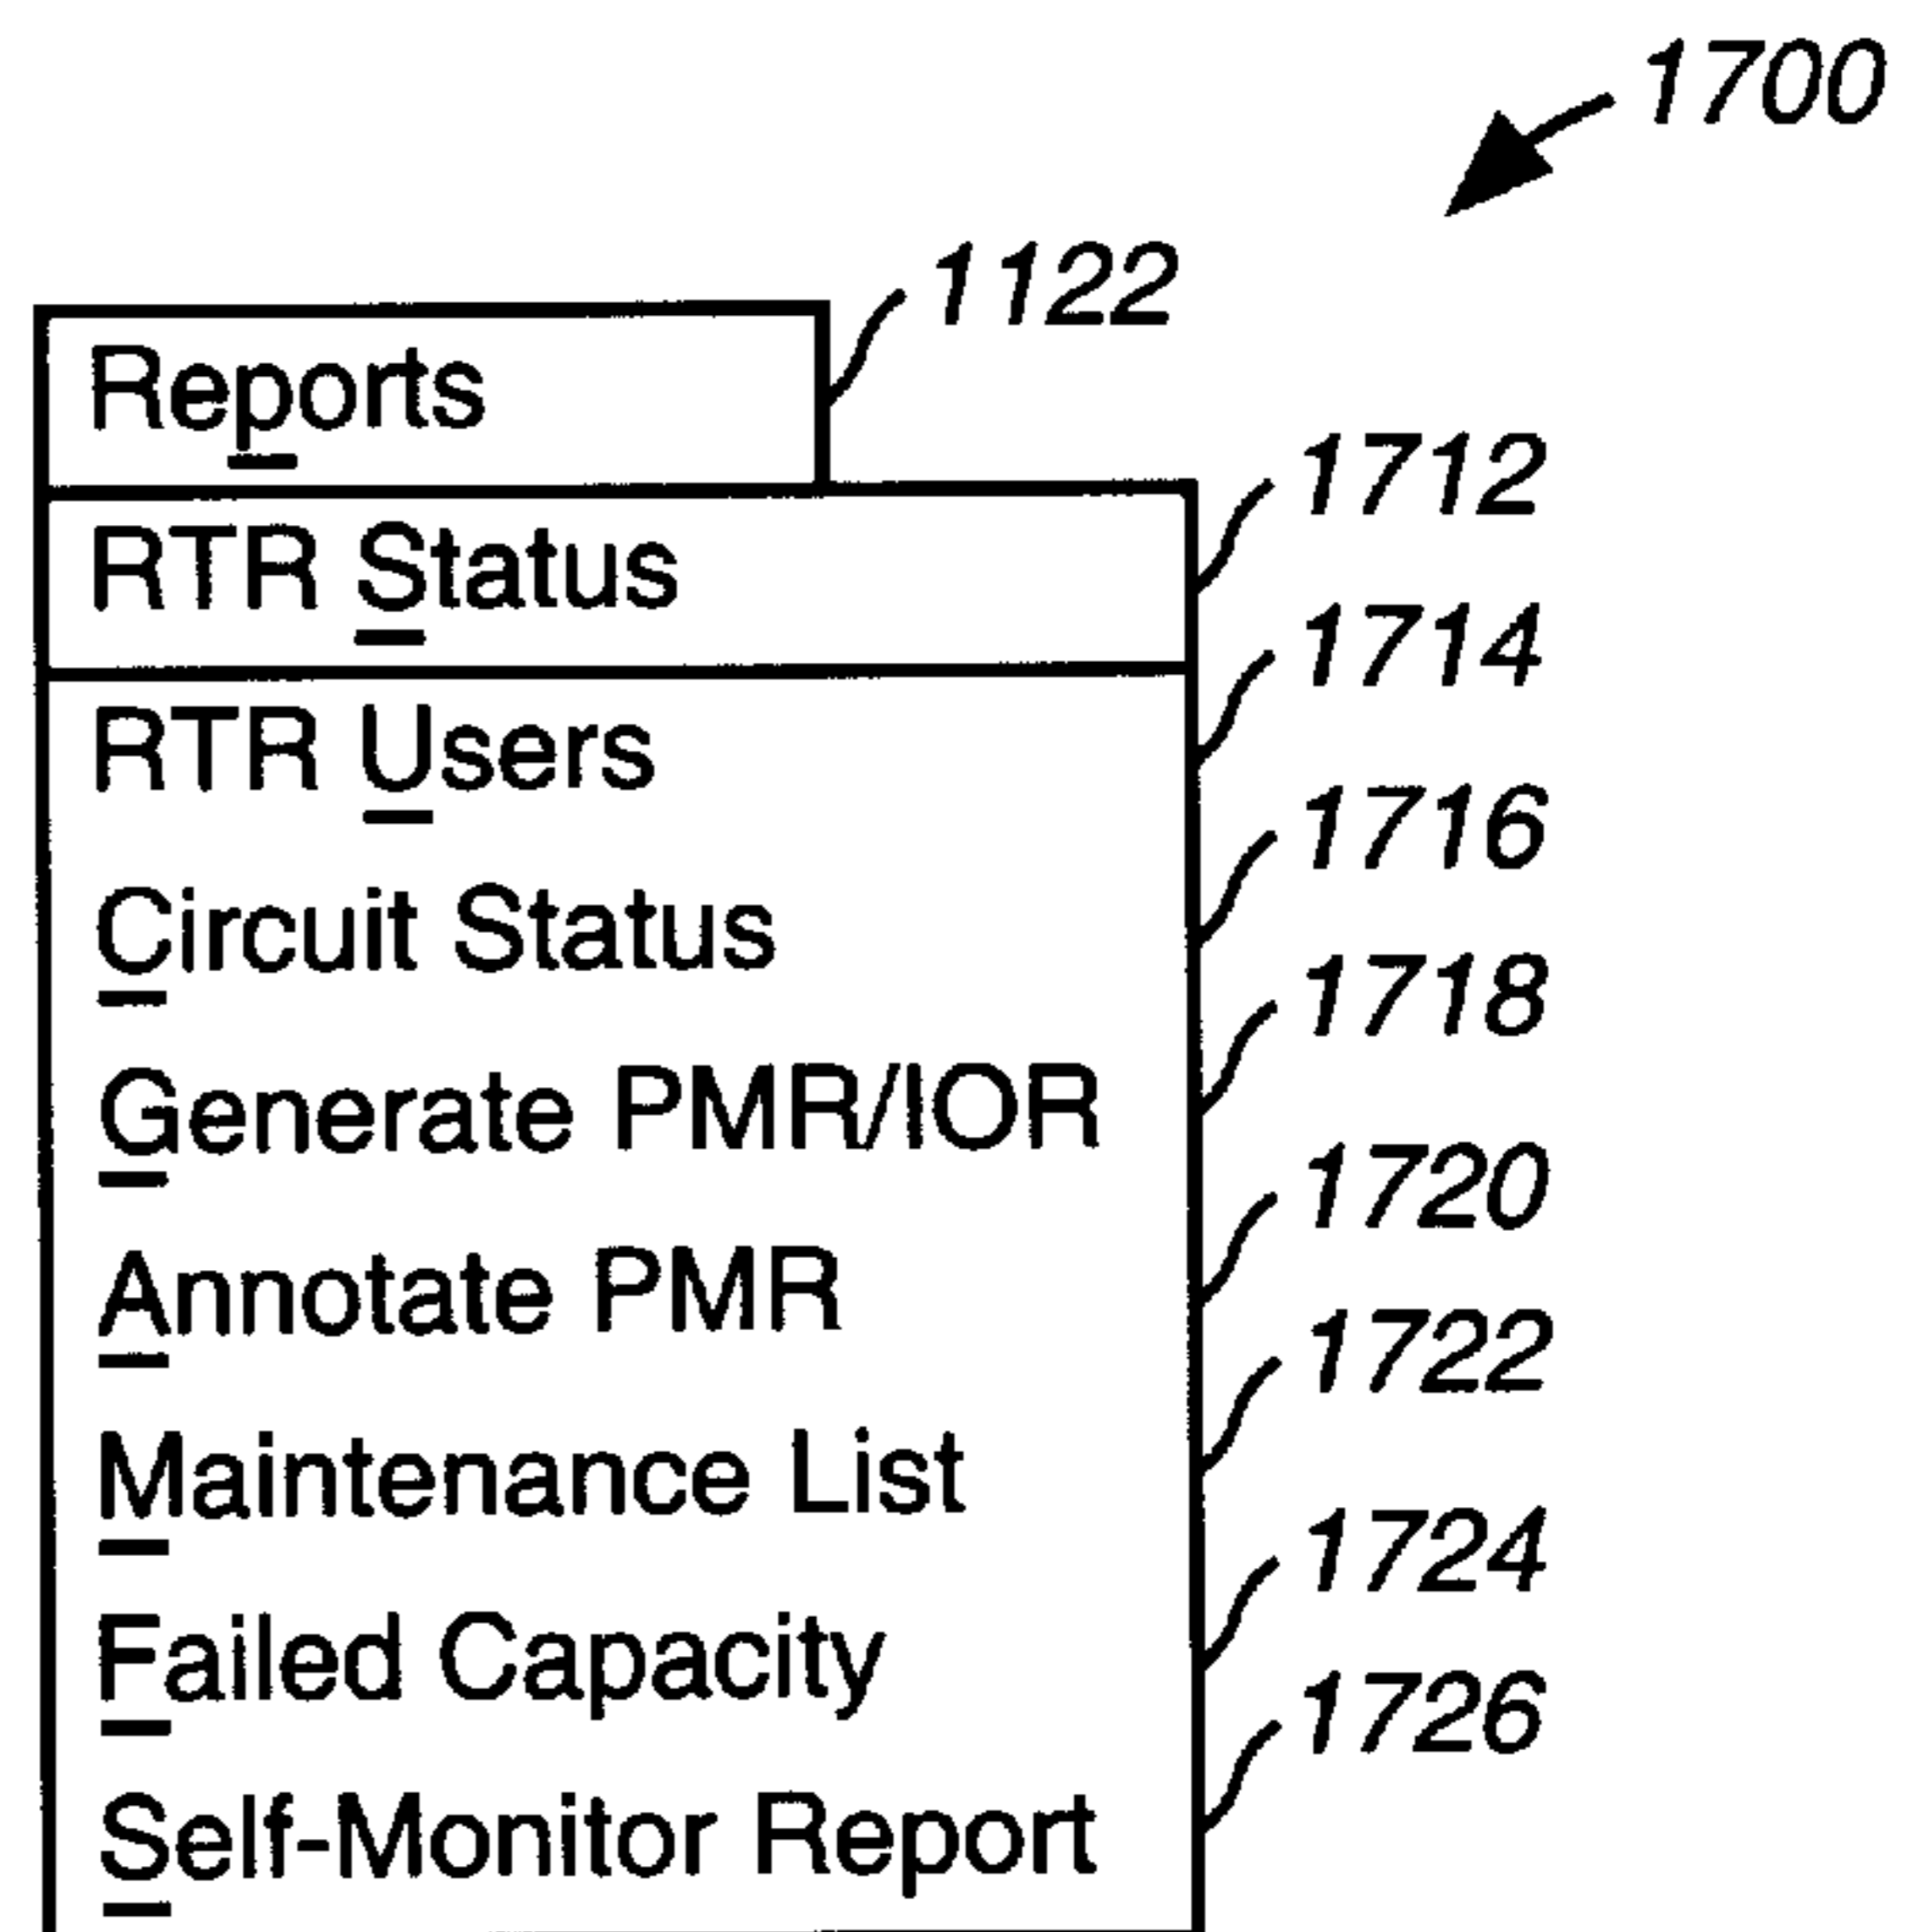 1700
Reports 1122
RTR Status 1712
RTR Users 1714
Circuit Status 1716
Generate PMR/IOR 1718
Annotate PMR 1720
Maintenance List 1722
Failed Capacity 1724
Self-Monitor Report 1726